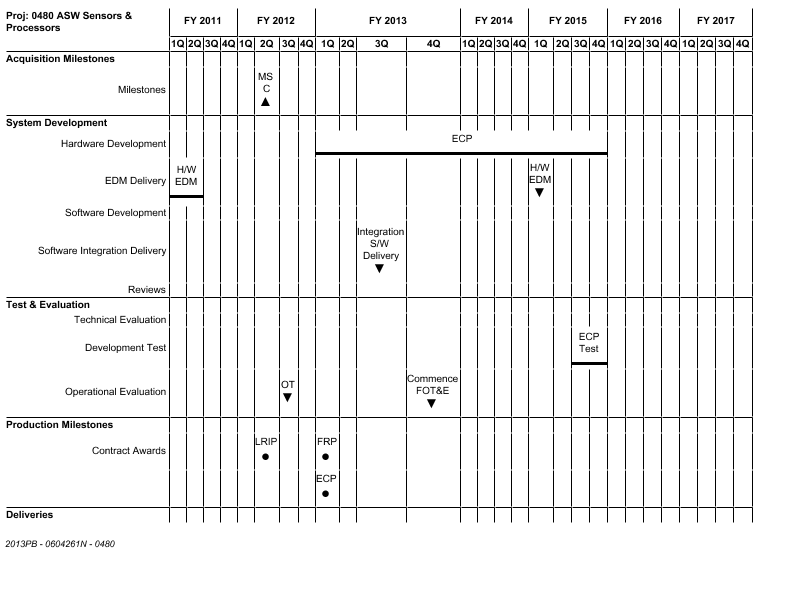 Proj: 0480 ASW Sensors &
Processors
FY 2011 FY 2012 FY 2013 FY 2014 FY 2015 FY 2016 FY 2017
1Q 2Q 3Q 4Q 1Q 2Q 3Q 4Q 1Q 2Q 3Q 4Q 1Q 2Q 3Q 4Q 1Q 2Q 3Q 4Q 1Q 2Q 3Q 4Q 1Q 2Q 3Q 4Q
Acquisition Milestones
Milestones
MS
C
System Development
Hardware Development
ECP
EDM Delivery
H/W
EDM
H/W
EDM
Software Development
Software Integration Delivery
Integration
S/W
Delivery
Reviews
Test & Evaluation
Technical Evaluation
Development Test
ECP
Test
Operational Evaluation
OT
Commence
FOT&E
Production Milestones
Contract Awards
LRIP
FRP
ECP
Deliveries
2013PB - 0604261N - 0480